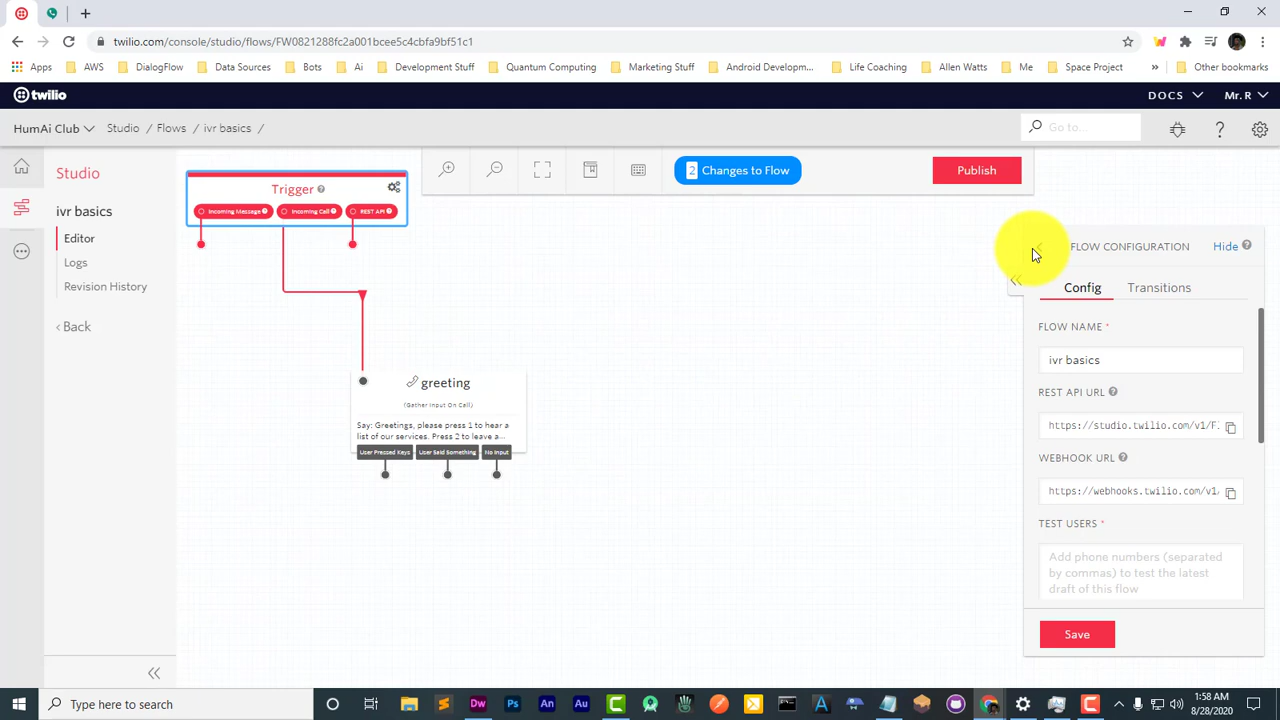 twilio.com/console/studio/flows/FW0821288fc2a001bcee5c4cbfa9bf51c1
Apps AWS DialogFlow Data Sources Bots Ai Development Stuff Quantum Computing Marketing Stuff Android Developm... Life Coaching Allen Watts Me Space Project » Other bookmarks
twilio DOCS Mr. R
HumAi Club Studio / Flows / ivr basics / Go to...
Studio
ivr basics
Editor
Logs
Revision History
‹ Back
Trigger
Incoming Message Incoming Call REST API
2 Changes to Flow
Publish
greeting
(Gather Input On Call)
Say: Greetings, please press 1 to hear a
list of our services. Press 2 to leave a...
User Pressed Keys User Said Something No Input
FLOW CONFIGURATION Hide
Config Transitions
FLOW NAME *
ivr basics
REST API URL
https://studio.twilio.com/v1/F.
WEBHOOK URL
https://webhooks.twilio.com/v1,
TEST USERS *
Add phone numbers (separated
by commas) to test the latest
draft of this flow
Save
Type here to search
1:58 AM
8/28/2020